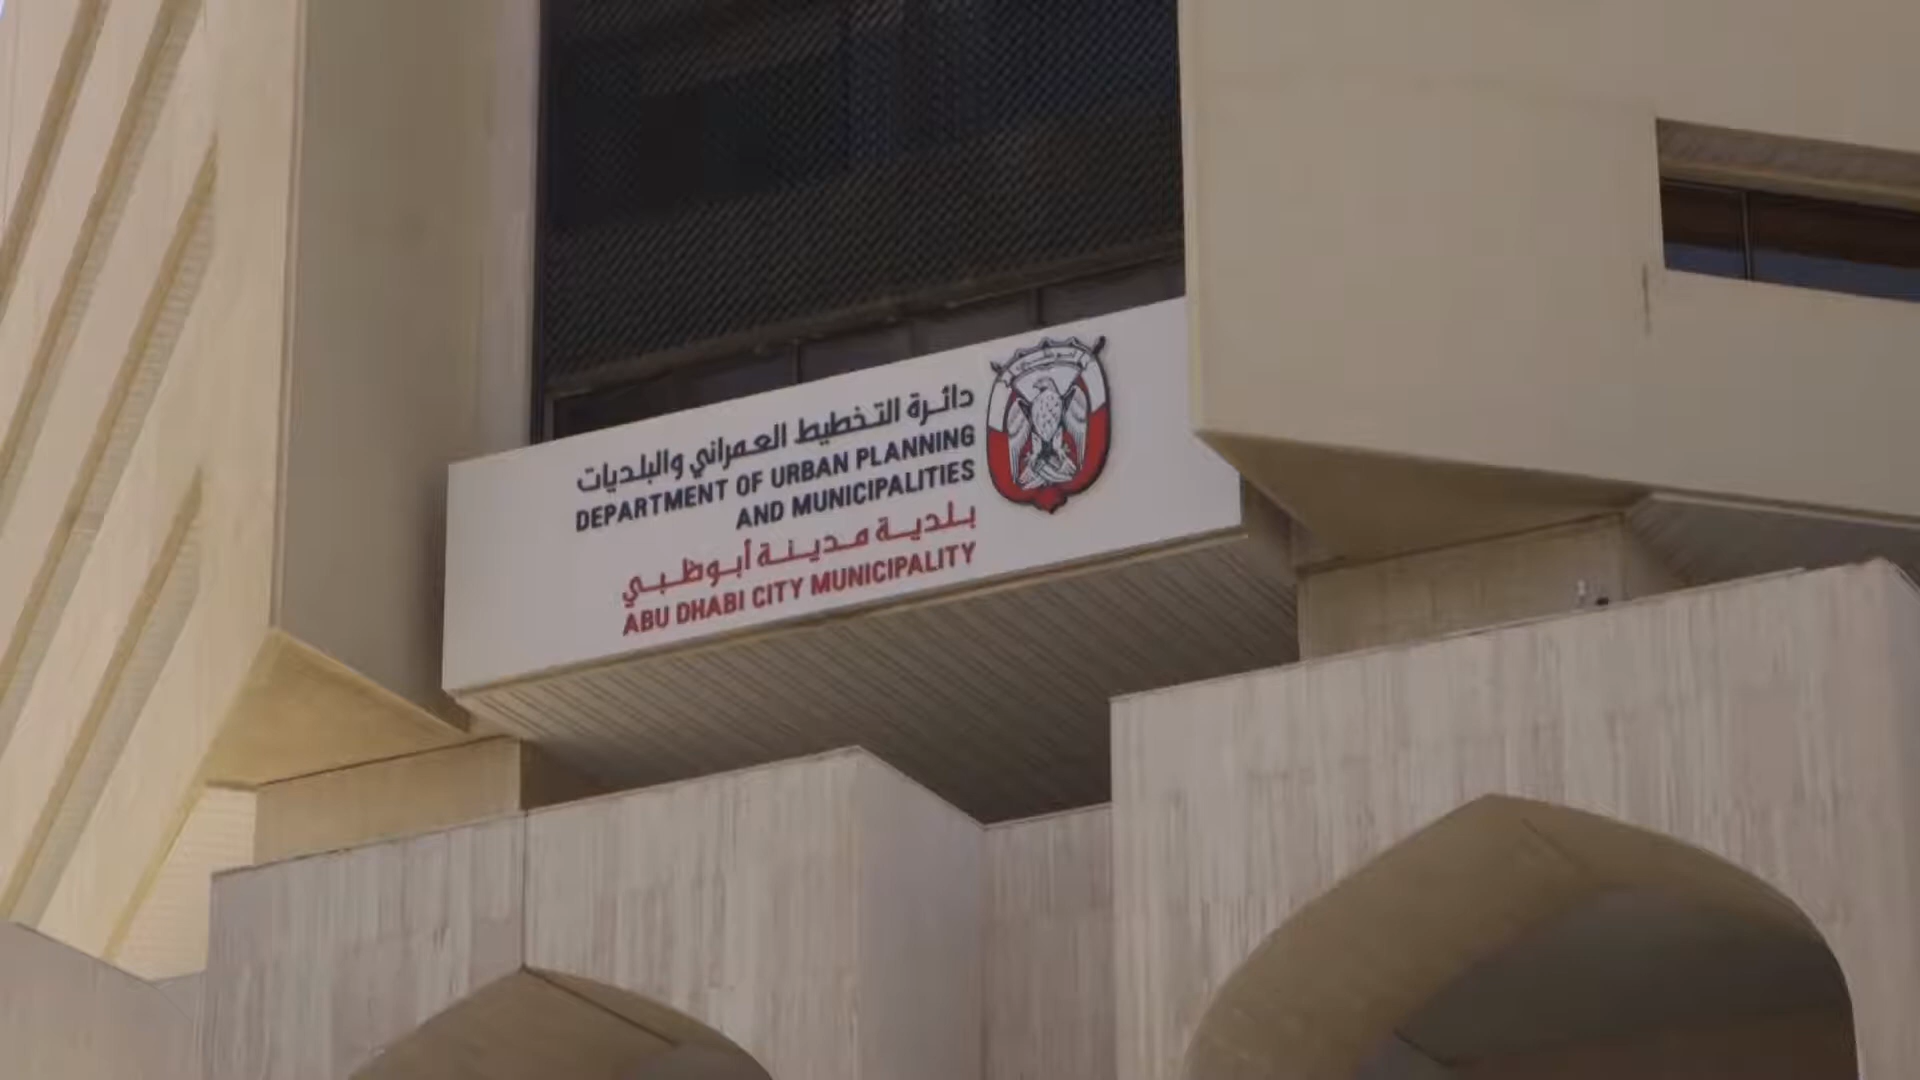 دائرة التخطيط العمراني والبلديات
DEPARTMENT OF URBAN PLANNING
AND MUNICIPALITIES
بلدية مدينة أبوظبي
ABU DHABI CITY MUNICIPALITY